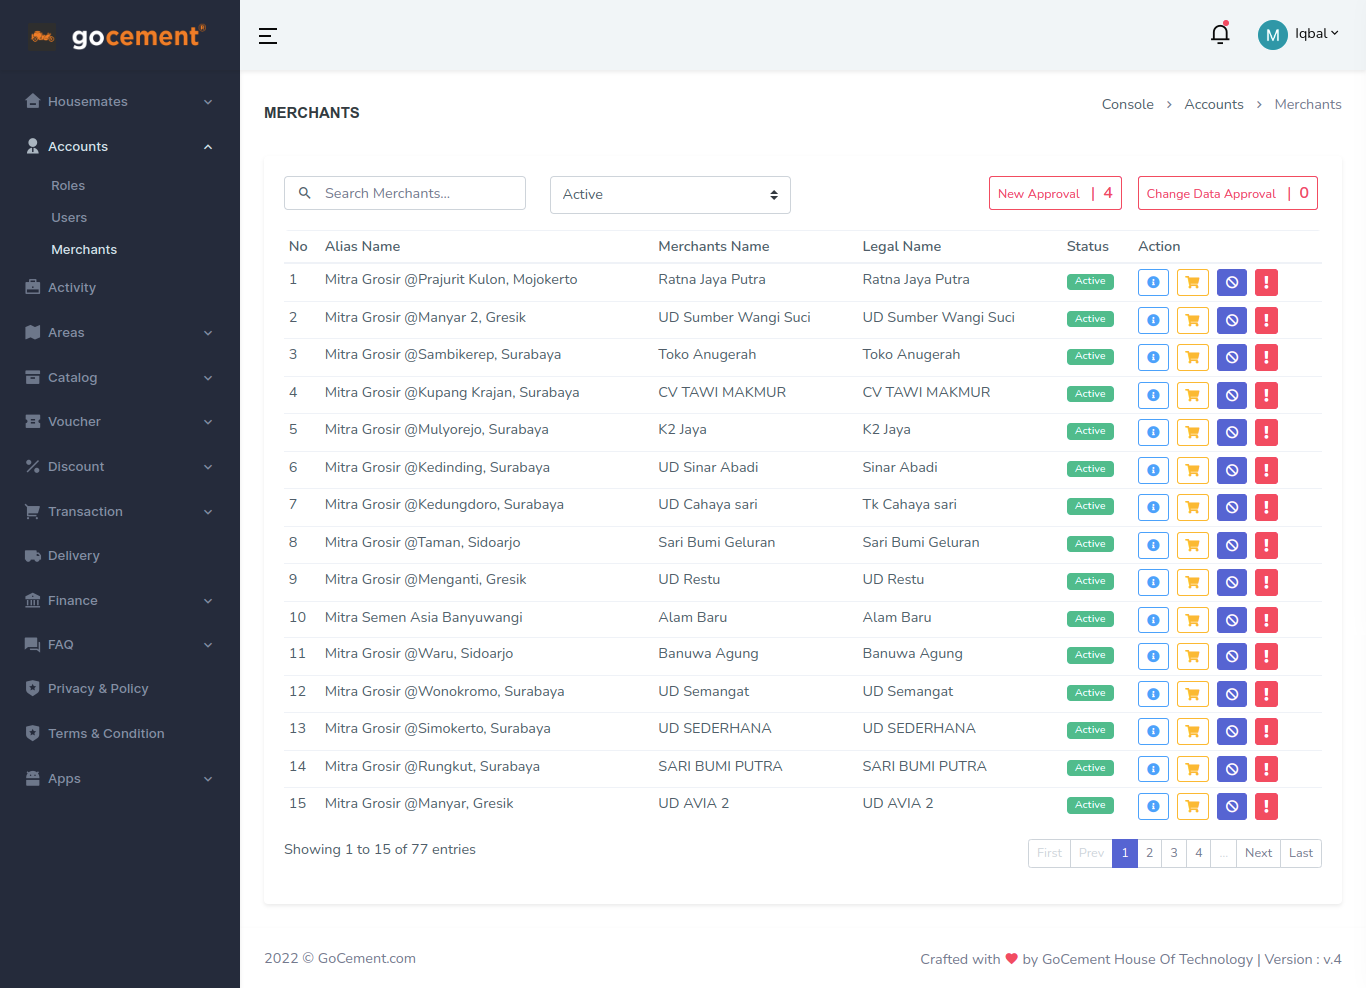 gocement®
M Iqbal
Housemates
Accounts
Roles
Users
Merchants
Activity
Areas
Catalog
Voucher
Discount
Transaction
Delivery
Finance
FAQ
Privacy & Policy
Terms & Condition
Apps
MERCHANTS
Console > Accounts > Merchants
Search Merchants... Active New Approval | 4 Change Data Approval | 0
No Alias Name Merchants Name Legal Name Status Action
1 Mitra Grosir @Prajurit Kulon, Mojokerto Ratna Jaya Putra Ratna Jaya Putra Active
2 Mitra Grosir @Manyar 2, Gresik UD Sumber Wangi Suci UD Sumber Wangi Suci Active
3 Mitra Grosir @Sambikerep, Surabaya Toko Anugerah Toko Anugerah Active
4 Mitra Grosir @Kupang Krajan, Surabaya CV TAWI MAKMUR CV TAWI MAKMUR Active
5 Mitra Grosir @Mulyorejo, Surabaya K2 Jaya K2 Jaya Active
6 Mitra Grosir @Kedinding, Surabaya UD Sinar Abadi Sinar Abadi Active
7 Mitra Grosir @Kedungdoro, Surabaya UD Cahaya sari Tk Cahaya sari Active
8 Mitra Grosir @Taman, Sidoarjo Sari Bumi Geluran Sari Bumi Geluran Active
9 Mitra Grosir @Menganti, Gresik UD Restu UD Restu Active
10 Mitra Semen Asia Banyuwangi Alam Baru Alam Baru Active
11 Mitra Grosir @Waru, Sidoarjo Banuwa Agung Banuwa Agung Active
12 Mitra Grosir @Wonokromo, Surabaya UD Semangat UD Semangat Active
13 Mitra Grosir @Simokerto, Surabaya UD SEDERHANA UD SEDERHANA Active
14 Mitra Grosir @Rungkut, Surabaya SARI BUMI PUTRA SARI BUMI PUTRA Active
15 Mitra Grosir @Manyar, Gresik UD AVIA 2 UD AVIA 2 Active
Showing 1 to 15 of 77 entries First Prev 1 2 3 4 ... Next Last
2022 © GoCement.com Crafted with ❤ by GoCement House Of Technology | Version : v.4